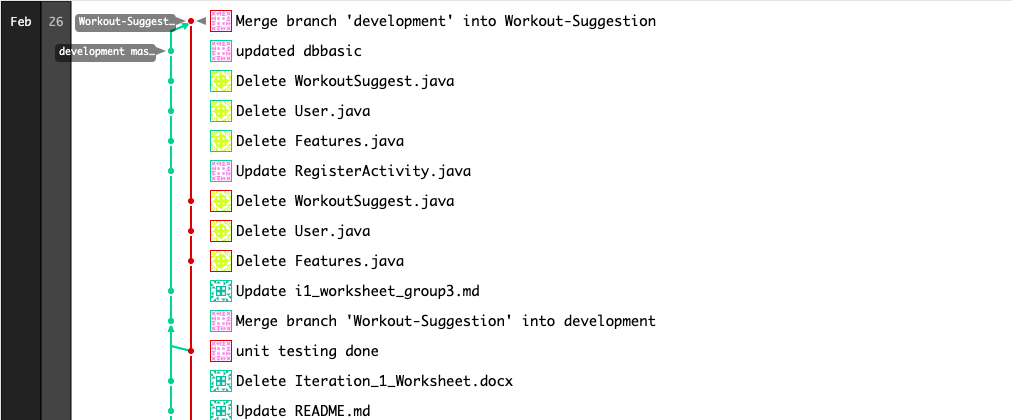 Feb 26 Workout-Suggest… Merge branch 'development' into Workout-Suggestion
development mas… updated dbbasic
Delete WorkoutSuggest.java
Delete User.java
Delete Features.java
Update RegisterActivity.java
Delete WorkoutSuggest.java
Delete User.java
Delete Features.java
Update i1_worksheet_group3.md
Merge branch 'Workout-Suggestion' into development
unit testing done
Delete Iteration_1_Worksheet.docx
Update README.md